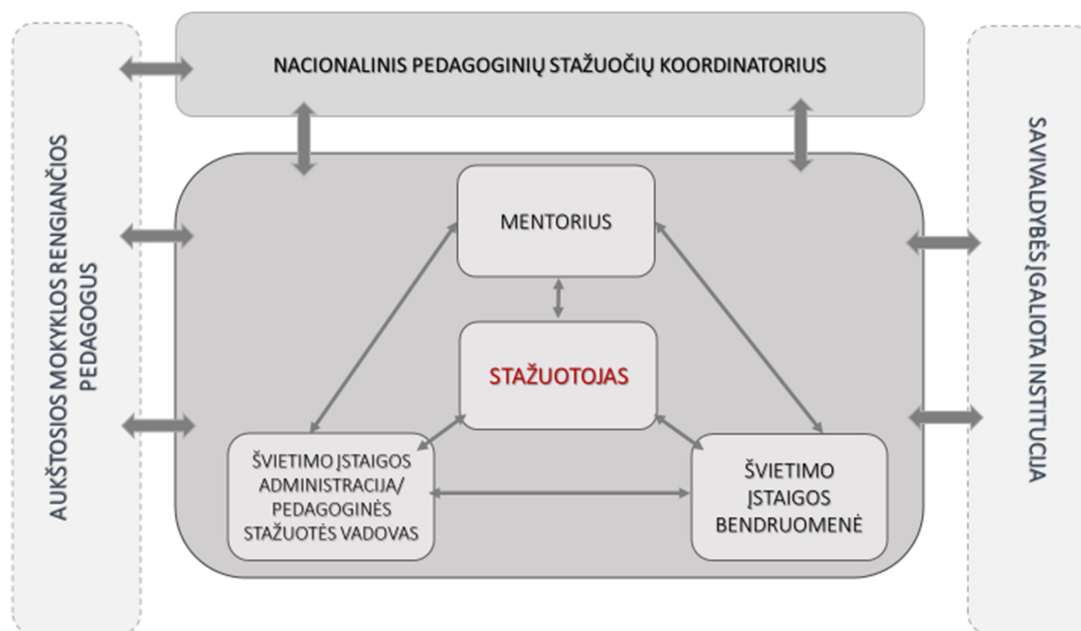 NACIONALINIS PEDAGOGINIŲ STAŽUOČIŲ KOORDINATORIUS
AUKŠTOSIOS MOKYKLOS RENGIANČIOS
PEDAGOGUS
MENTORIUS
STAŽUOTOJAS
ŠVIETIMO ĮSTAIGOS
ADMINISTRACIJA/
PEDAGOGINĖS
STAŽUOTĖS VADOVAS
ŠVIETIMO
ĮSTAIGOS
BENDRUOMENĖ
SAVIVALDYBĖS ĮGALIOTA INSTITUCIJA